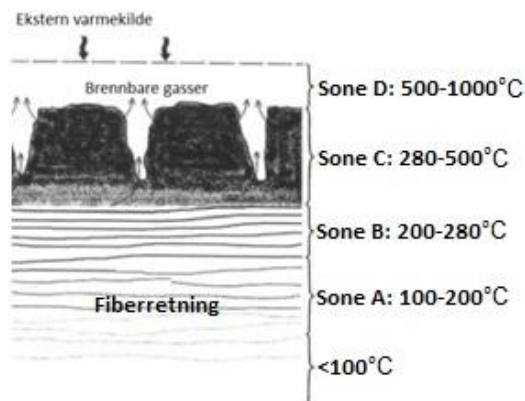 Ekstern varmekilde
Brennbare gasser
Sone D: 500-1000°C
Sone C: 280-500°C
Sone B: 200-280°C
Sone A: 100-200°C
Fiberretning
<100°C